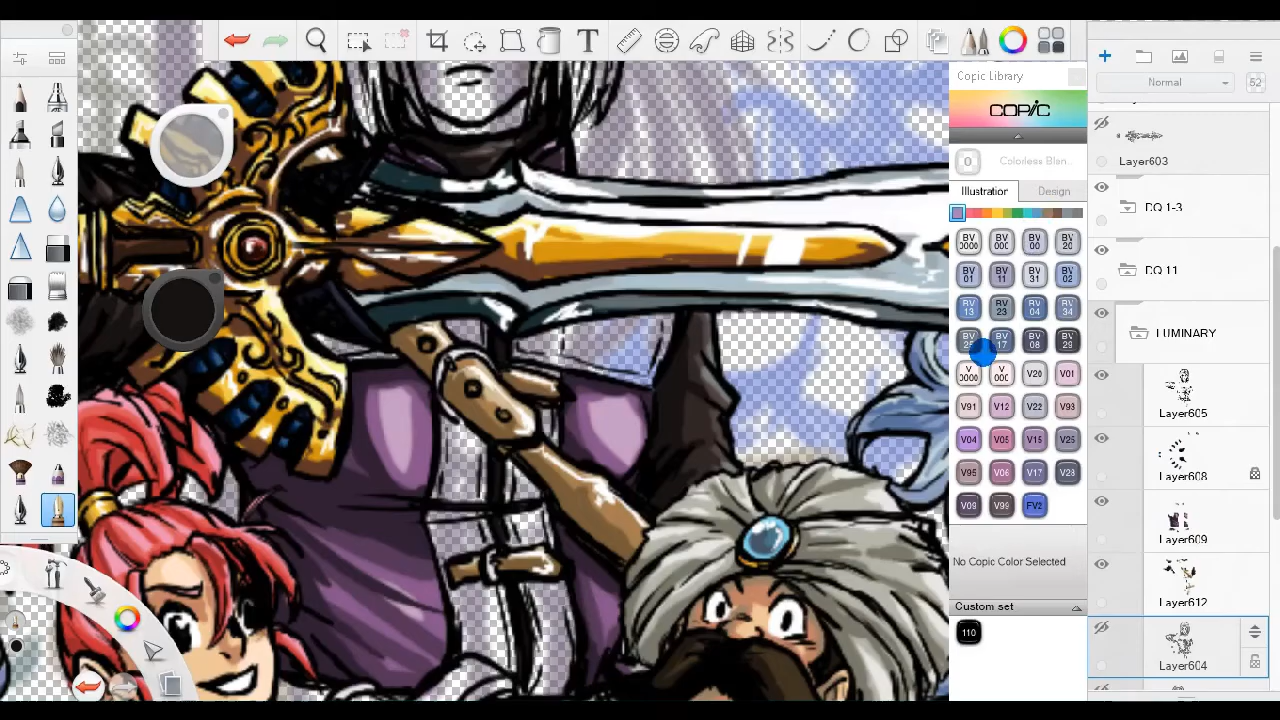 T
Copic Library
COPIC
0 Colorless Blen..
Illustration Design
BV 0000 BV 000 BV 00 BV 20
BV 01 BV 11 BV 31 BV 02
BV 13 BV 23 BV 04 BV 34
BV BV 17 BV 08 BV 29
V 0000 V 000 V20 V01
V91 V12 V22 V93
V04 V05 V15 V25
V95 V06 V17 V28
V09 V99 FV2
No Copic Color Selected
Custom set
110
Normal 52
Layer603
DQ 1-3
DQ 11
LUMINARY
Layer605
Layer608
Layer609
Layer612
Layer604